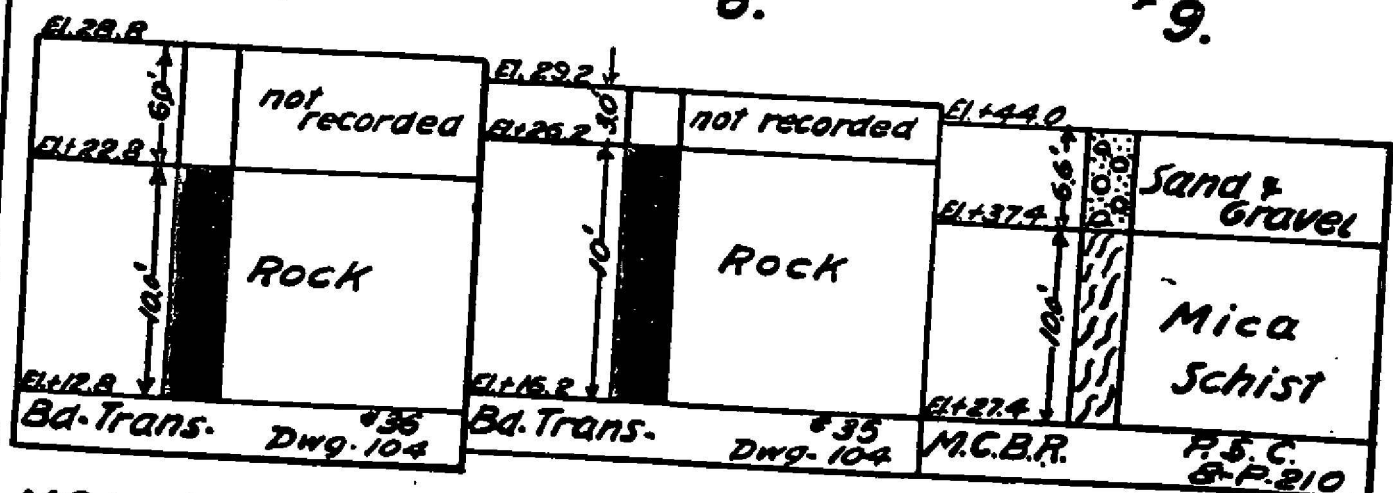 8.
9.
El. 28.8
6.0'
not
recorded
El.+22.8
10.0'
Rock
El.+12.8
Bd. Trans.
#36
Dwg. 104
El. 29.2
3.0'
not recorded
El.+26.2
10'
Rock
El.+16.2
Bd. Trans.
#35
Dwg. 104
El.+44.0
6.6'
Sand &
Gravel
El.+37.4
10.0'
Mica
Schist
El.+27.4
M.C.B.R.
P.S.C.
8-P.210